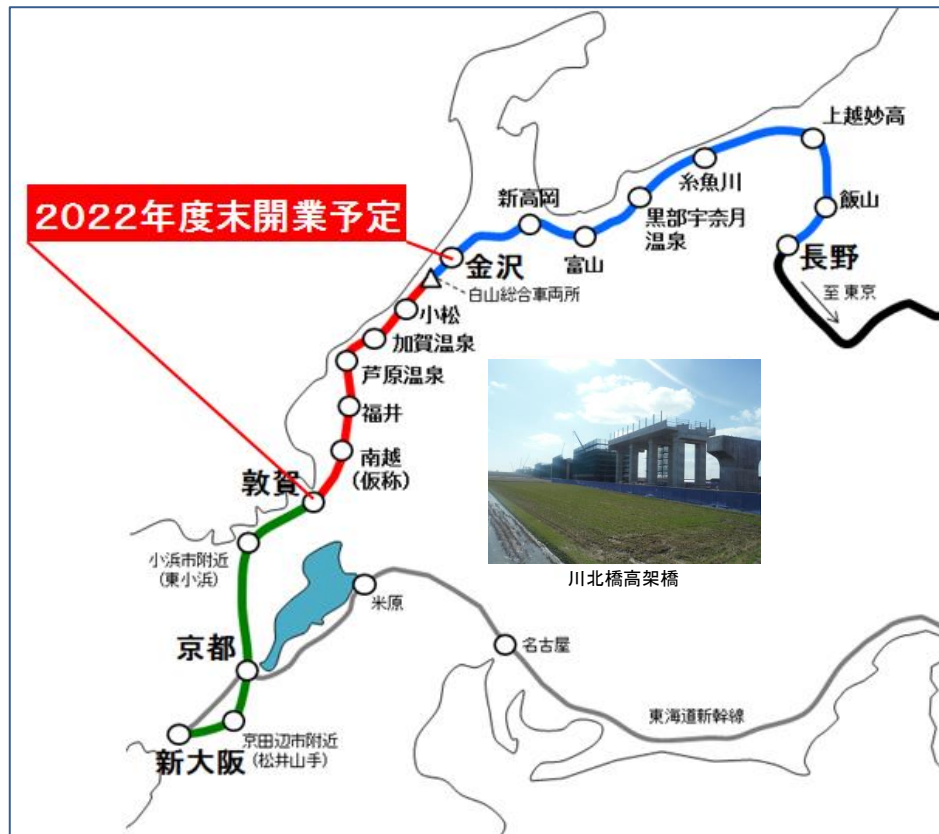 上越妙高
糸魚川
飯山
新高岡
黒部宇奈月
温泉
2022年度末開業予定
長野
金沢
富山
至 東京
白山総合車両所
小松
加賀温泉
芦原温泉
福井
南越
(仮称)
敦賀
川北橋高架橋
小浜市附近
(東小浜)
米原
京都
名古屋
東海道新幹線
京田辺市附近
(松井山手)
新大阪